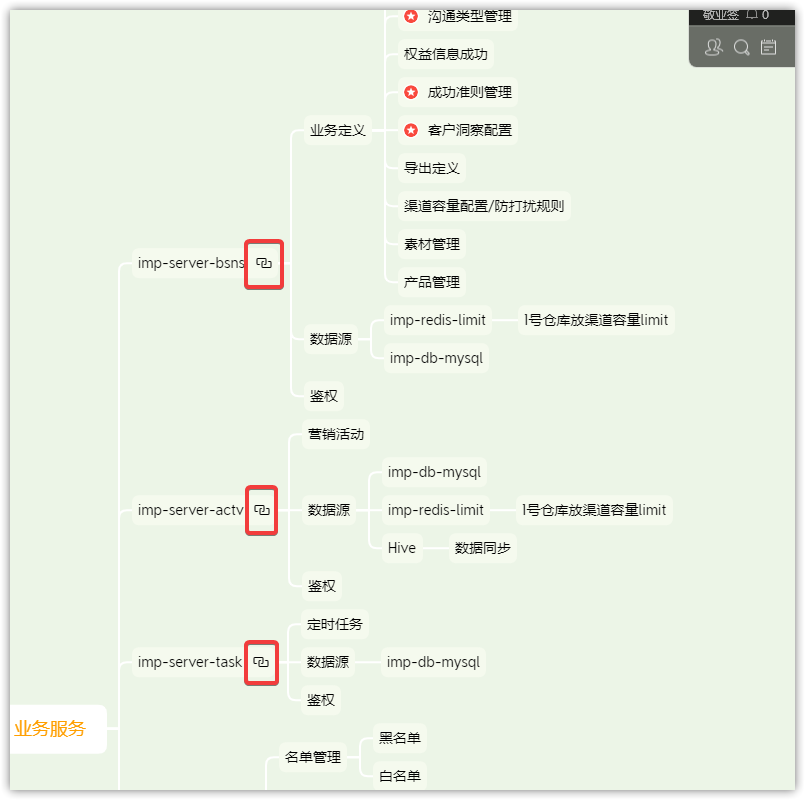 敬业签 0
沟通类型管理
权益信息成功
成功准则管理
业务定义
客户洞察配置
导出定义
渠道容量配置/防打扰规则
素材管理
imp-server-bsns
产品管理
数据源
imp-redis-limit
1号仓库放渠道容量limit
imp-db-mysql
鉴权
营销活动
imp-db-mysql
imp-server-actv
数据源
imp-redis-limit
1号仓库放渠道容量limit
Hive
数据同步
鉴权
定时任务
imp-server-task
数据源
imp-db-mysql
鉴权
业务服务
名单管理
黑名单
白名单